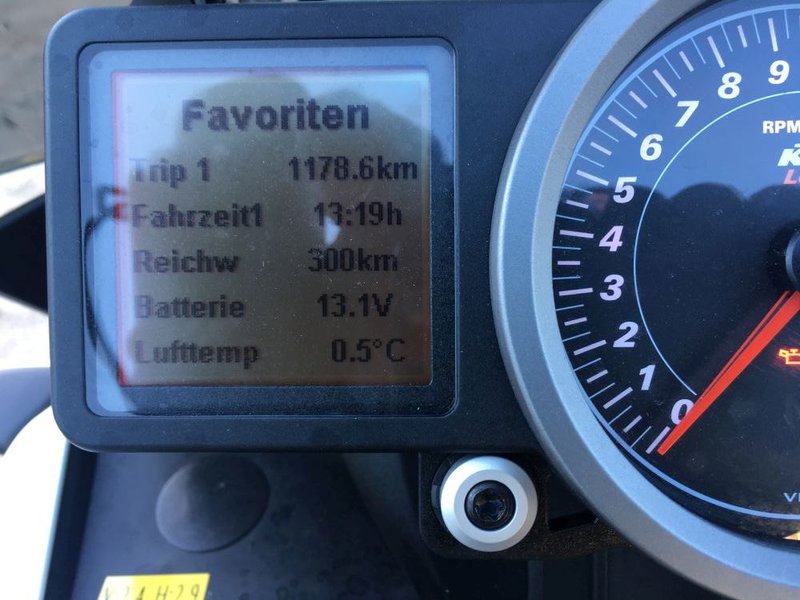 Favoriten
Trip 1 1178.6km
Fahrzeit1 13:19h
Reichw 300km
Batterie 13.1V
Lufttemp 0.5°C
9
8
7
6
5
4
3
2
1
0
RPM